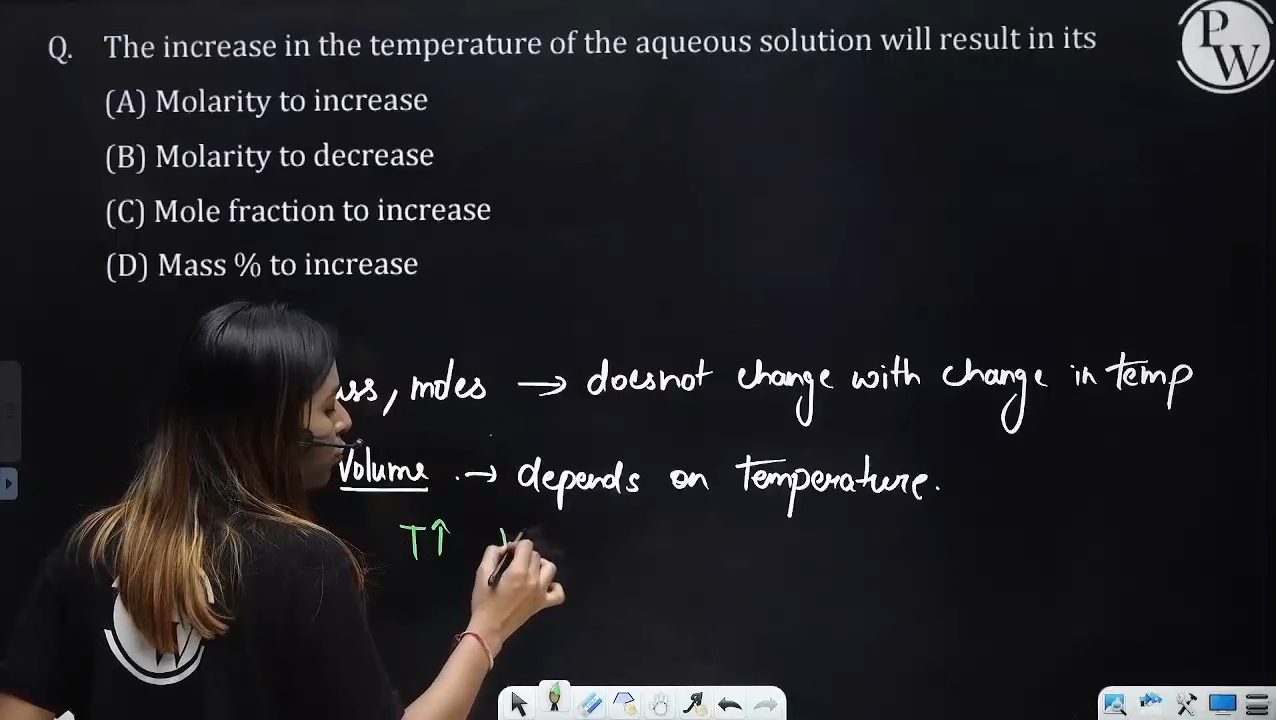 Q. The increase in the temperature of the aqueous solution will result in its
(A) Molarity to increase
(B) Molarity to decrease
(C) Mole fraction to increase
(D) Mass % to increase
PW
moles → doesnot change with change in temp
Volume → depends on Temperature.
T↑